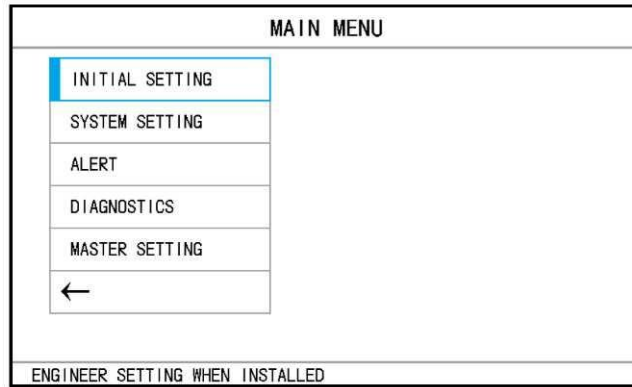 MAIN MENU
INITIAL SETTING
SYSTEM SETTING
ALERT
DIAGNOSTICS
MASTER SETTING
←
ENGINEER SETTING WHEN INSTALLED